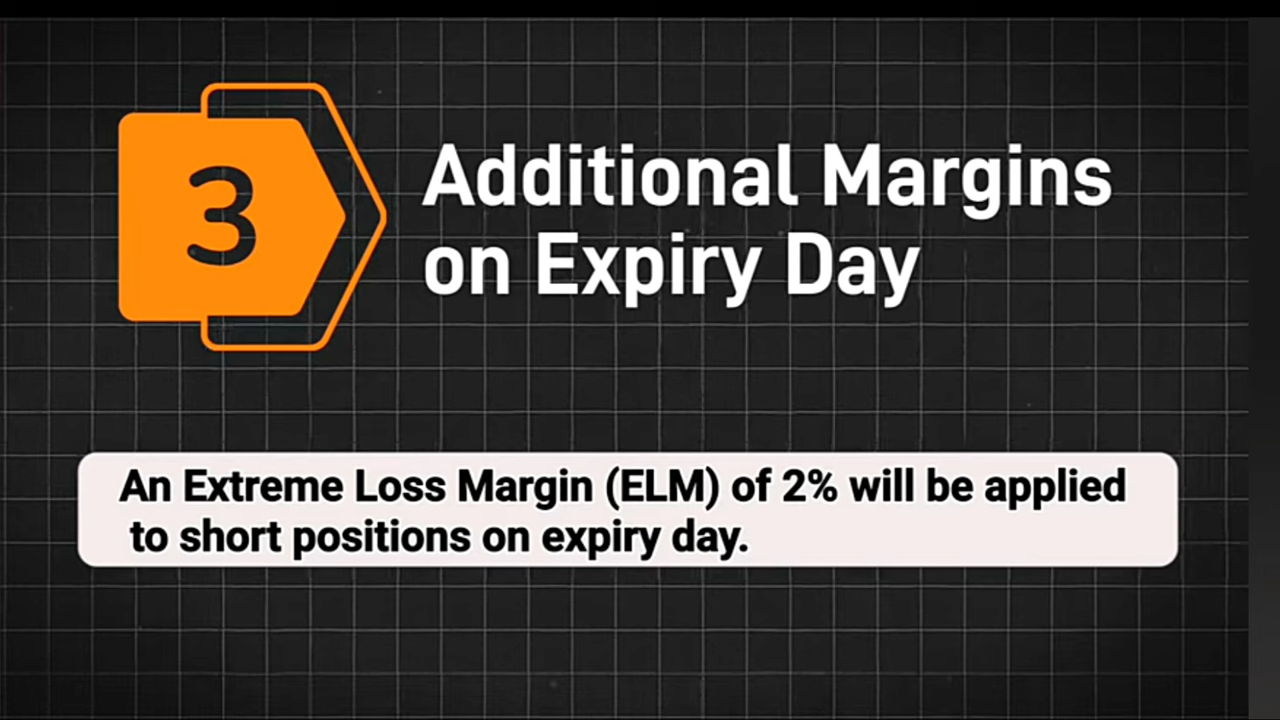 3
Additional Margins
on Expiry Day
An Extreme Loss Margin (ELM) of 2% will be applied
to short positions on expiry day.